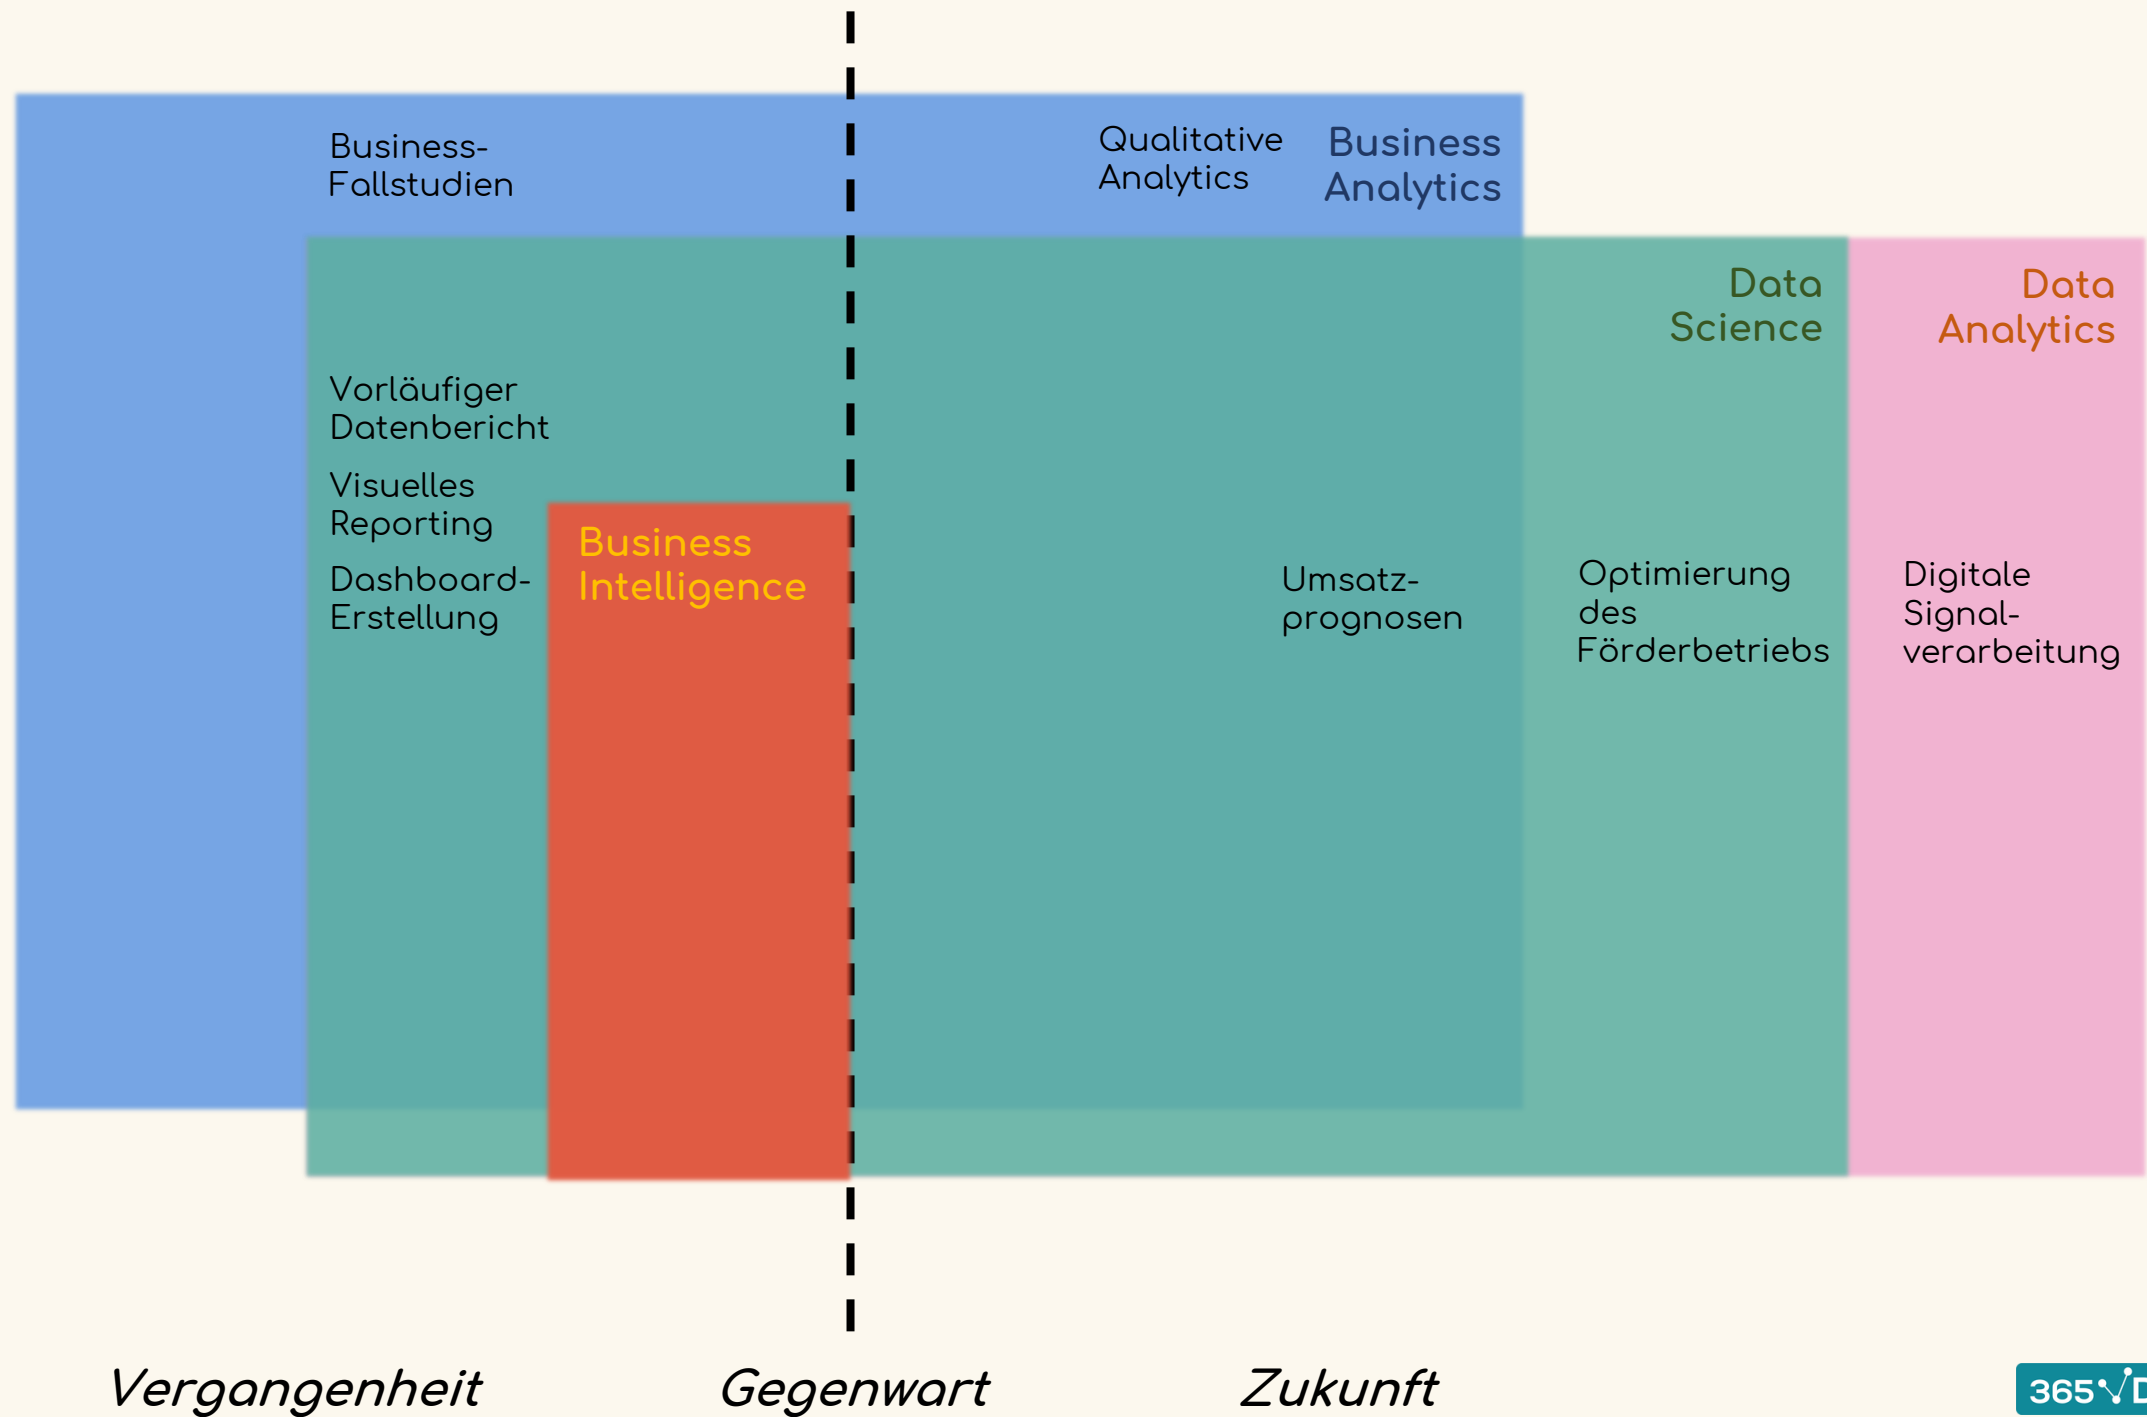 Business-
Fallstudien
Qualitative
Analytics
Business
Analytics
Data
Science
Data
Analytics
Vorläufiger
Datenbericht
Visuelles
Reporting
Dashboard-
Erstellung
Business
Intelligence
Umsatz-
prognosen
Optimierung
des
Förderbetriebs
Digitale
Signal-
verarbeitung
Vergangenheit
Gegenwart
Zukunft
365 D